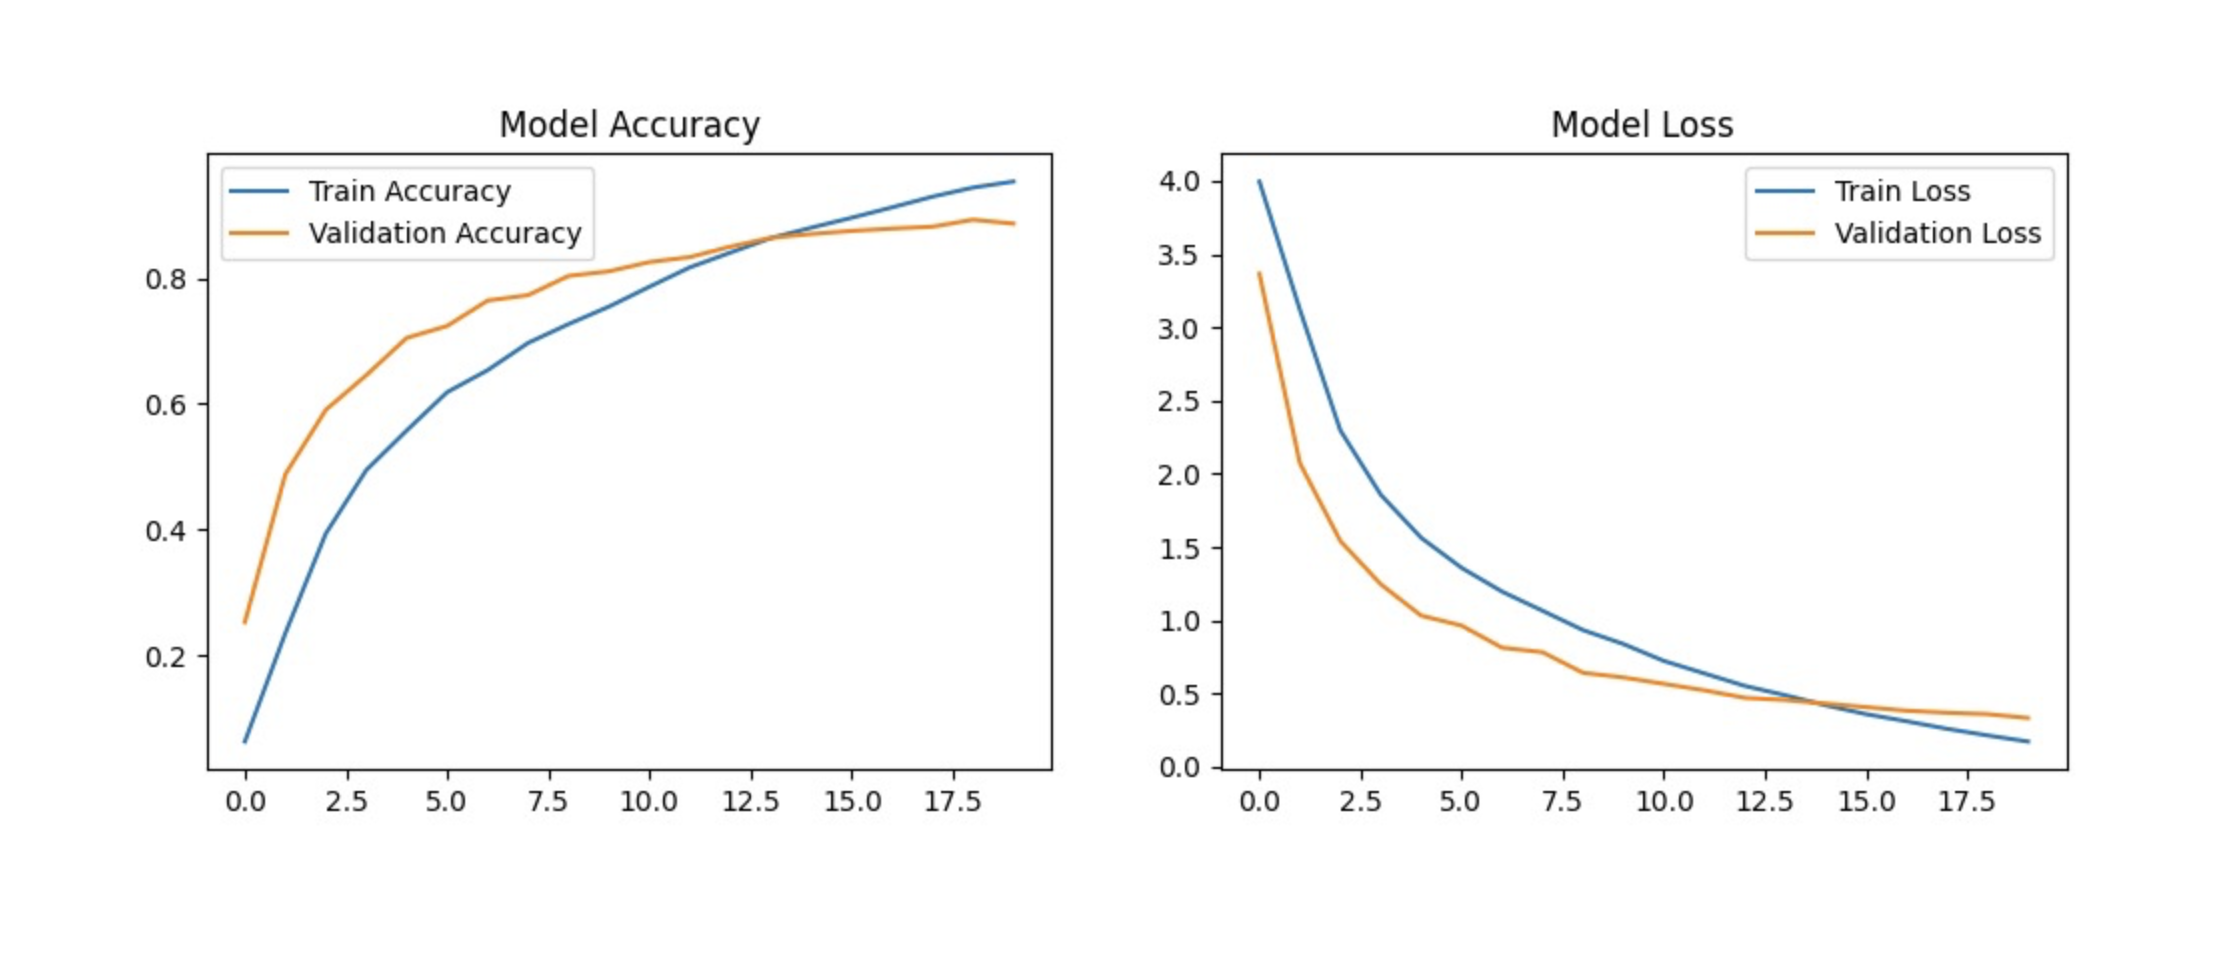 Model Accuracy
Train Accuracy
Validation Accuracy
0.8
0.6
0.4
0.2
0.0 2.5 5.0 7.5 10.0 12.5 15.0 17.5
Model Loss
Train Loss
Validation Loss
4.0
3.5
3.0
2.5
2.0
1.5
1.0
0.5
0.0
0.0 2.5 5.0 7.5 10.0 12.5 15.0 17.5